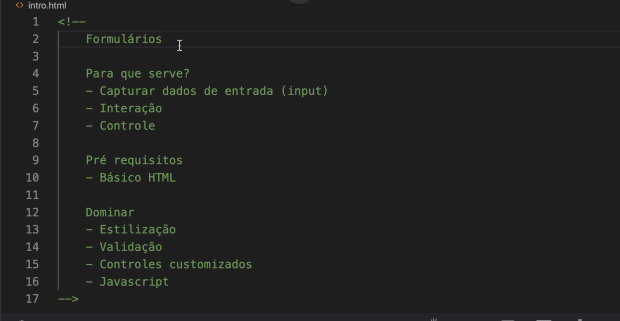 <> intro.html
1 <!--
2 Formulários
3
4 Para que serve?
5 - Capturar dados de entrada (input)
6 - Interação
7 - Controle
8
9 Pré requisitos
10 - Básico HTML
11
12 Dominar
13 - Estilização
14 - Validação
15 - Controles customizados
16 - Javascript
17 -->